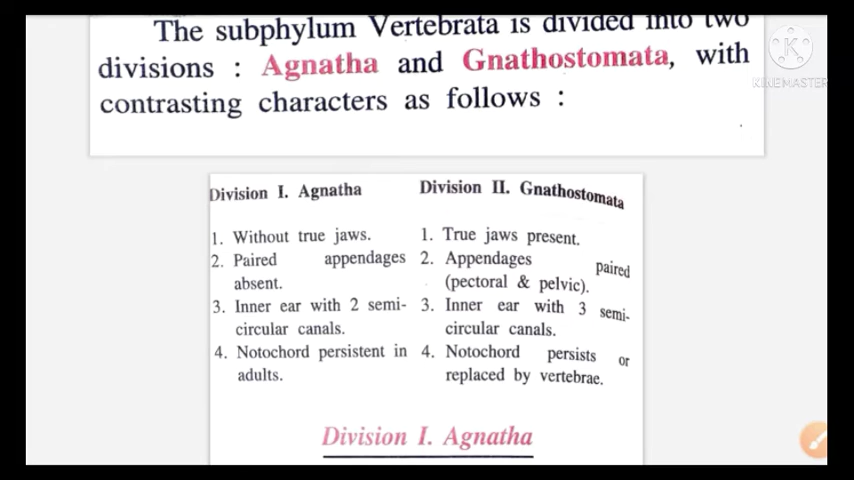 The subphylum Vertebrata is divided into two
divisions : Agnatha and Gnathostomata, with
contrasting characters as follows :
K
KINEMASTER
Division I. Agnatha
1. Without true jaws.
2. Paired appendages
absent.
3. Inner ear with 2 semi-
circular canals.
4. Notochord persistent in
adults.
Division II. Gnathostomata
1. True jaws present.
2. Appendages paired
(pectoral & pelvic).
3. Inner ear with 3 semi-
circular canals.
4. Notochord persists or
replaced by vertebrae.
Division I. Agnatha